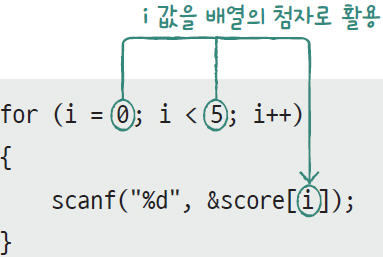 i 값을 배열의 첨자로 활용
for (i = 0; i < 5; i++)
{
scanf("%d", &score[i]);
}